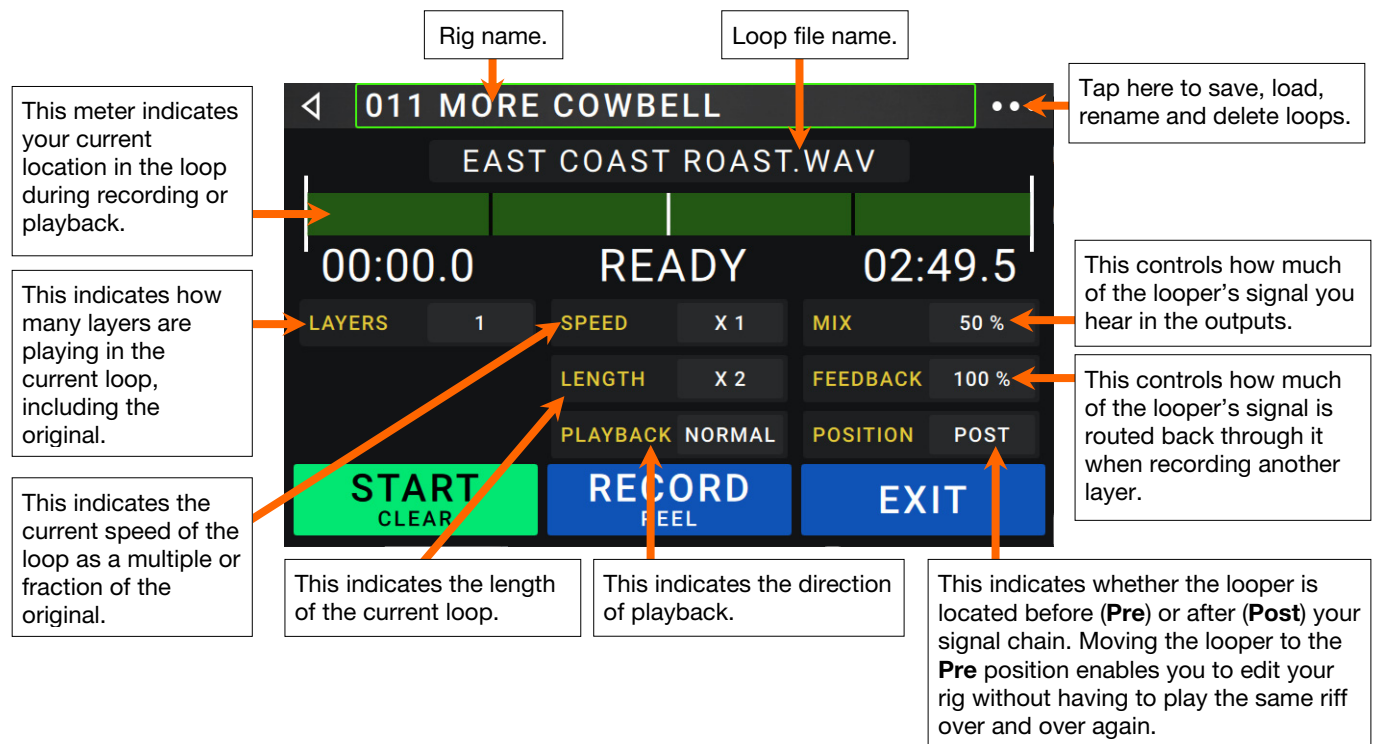 Rig name.
Loop file name.
This meter indicates
your current
location in the loop
during recording or
playback.
011 MORE COWBELL
•••
Tap here to save, load,
rename and delete loops.
EAST COAST ROAST.WAV
00:00.0 READY 02:49.5
This indicates how
many layers are
playing in the
current loop,
including the
original.
LAYERS 1 SPEED X 1 MIX 50 %
This controls how much
of the looper’s signal you
hear in the outputs.
LENGTH X 2 FEEDBACK 100 %
This controls how much
of the looper’s signal is
routed back through it
when recording another
layer.
PLAYBACK NORMAL POSITION POST
START RECORD EXIT
CLEAR
This indicates the
current speed of the
loop as a multiple or
fraction of the
original.
This indicates the length
of the current loop.
This indicates the direction
of playback.
This indicates whether the looper is
located before (Pre) or after (Post) your
signal chain. Moving the looper to the
Pre position enables you to edit your
rig without having to play the same riff
over and over again.